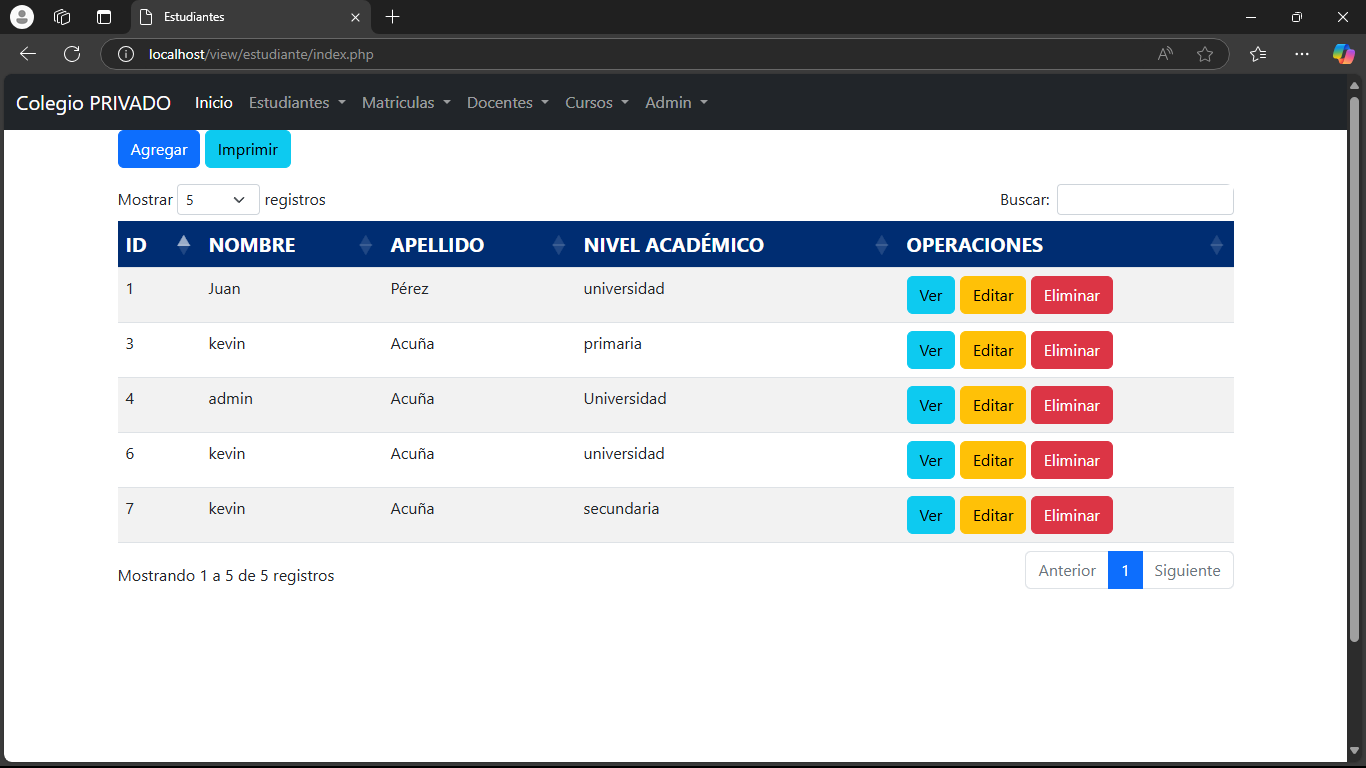 Estudiantes
localhost/view/estudiante/index.php
Colegio PRIVADO Inicio Estudiantes Matriculas Docentes Cursos Admin
Agregar Imprimir
Mostrar 5 registros Buscar:
ID NOMBRE APELLIDO NIVEL ACADÉMICO OPERACIONES
1 Juan Pérez universidad Ver Editar Eliminar
3 kevin Acuña primaria Ver Editar Eliminar
4 admin Acuña Universidad Ver Editar Eliminar
6 kevin Acuña universidad Ver Editar Eliminar
7 kevin Acuña secundaria Ver Editar Eliminar
Mostrando 1 a 5 de 5 registros Anterior 1 Siguiente